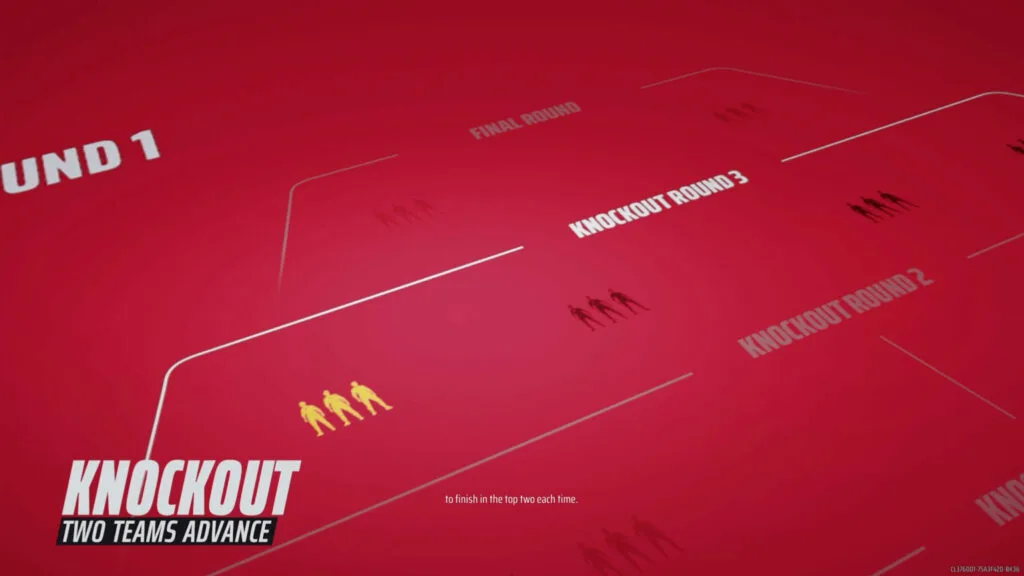 UND 1
FINAL ROUND
KNOCKOUT ROUND 3
KNOCKOUT ROUND 2
KNO
KNOCKOUT
TWO TEAMS ADVANCE
to finish in the top two each time.